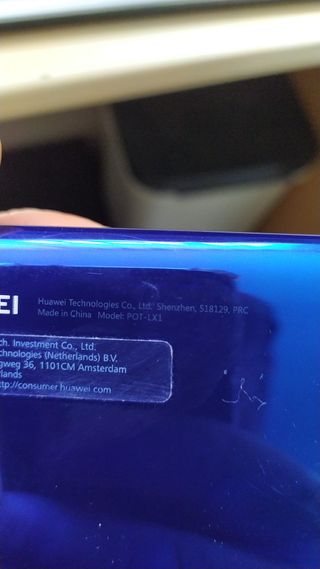 EI
Huawei Technologies Co., Ltd. Shenzhen, 518129, PRC
Made in China Model: POT-LX1
ch. Investment Co., Ltd.
chnologies (Netherlands) B.V.
gweg 36, 1101CM Amsterdam
rlands
http://consumer.huawei.com